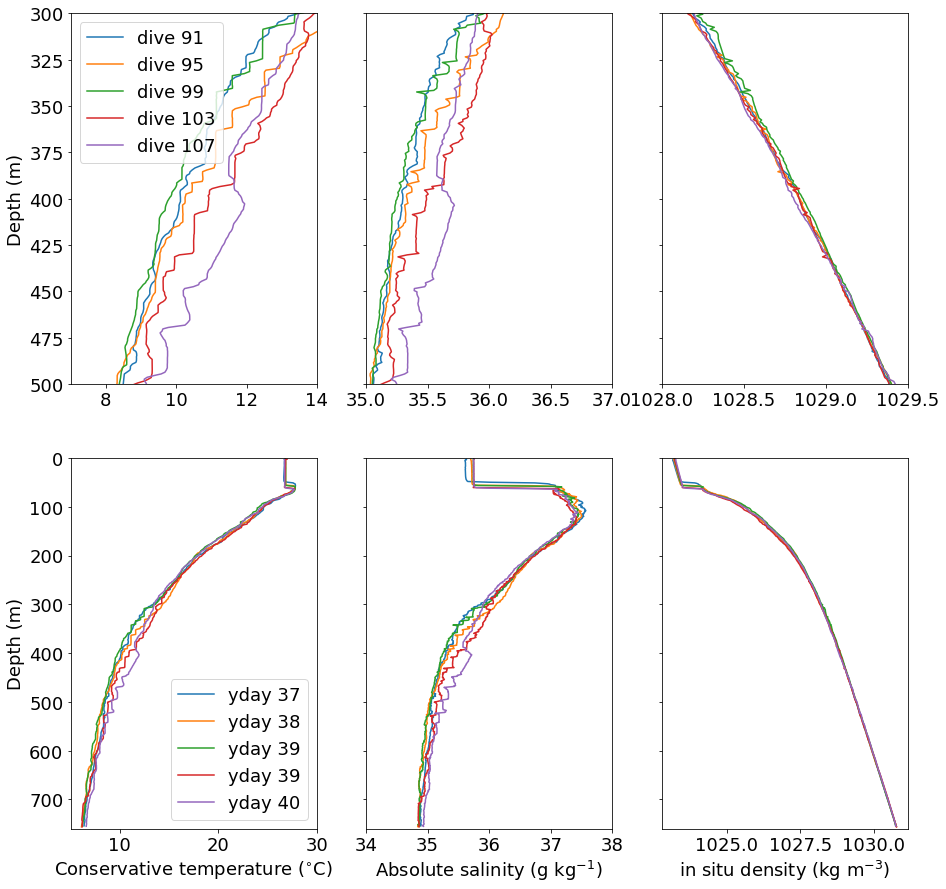 300
325
350
375
400
425
450
475
500
Depth (m)
dive 91
dive 95
dive 99
dive 103
dive 107
8 10 12 14
35.0 35.5 36.0 36.5 37.0
1028.0 1028.5 1029.0 1029.5
0
100
200
300
400
500
600
700
Depth (m)
yday 37
yday 38
yday 39
yday 39
yday 40
10 20 30
34 35 36 37 38
1025.0 1027.5 1030.0
Conservative temperature (°C)
Absolute salinity (g kg⁻¹)
in situ density (kg m⁻³)